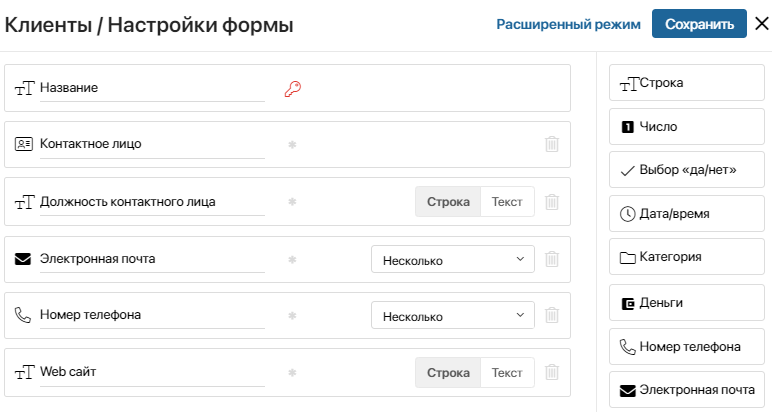 Клиенты / Настройки формы
Расширенный режим
Сохранить
Название
Контактное лицо
Должность контактного лица
Строка
Текст
Электронная почта
Несколько
Номер телефона
Несколько
Web сайт
Строка
Текст
Строка
Число
Выбор «да/нет»
Дата/время
Категория
Деньги
Номер телефона
Электронная почта